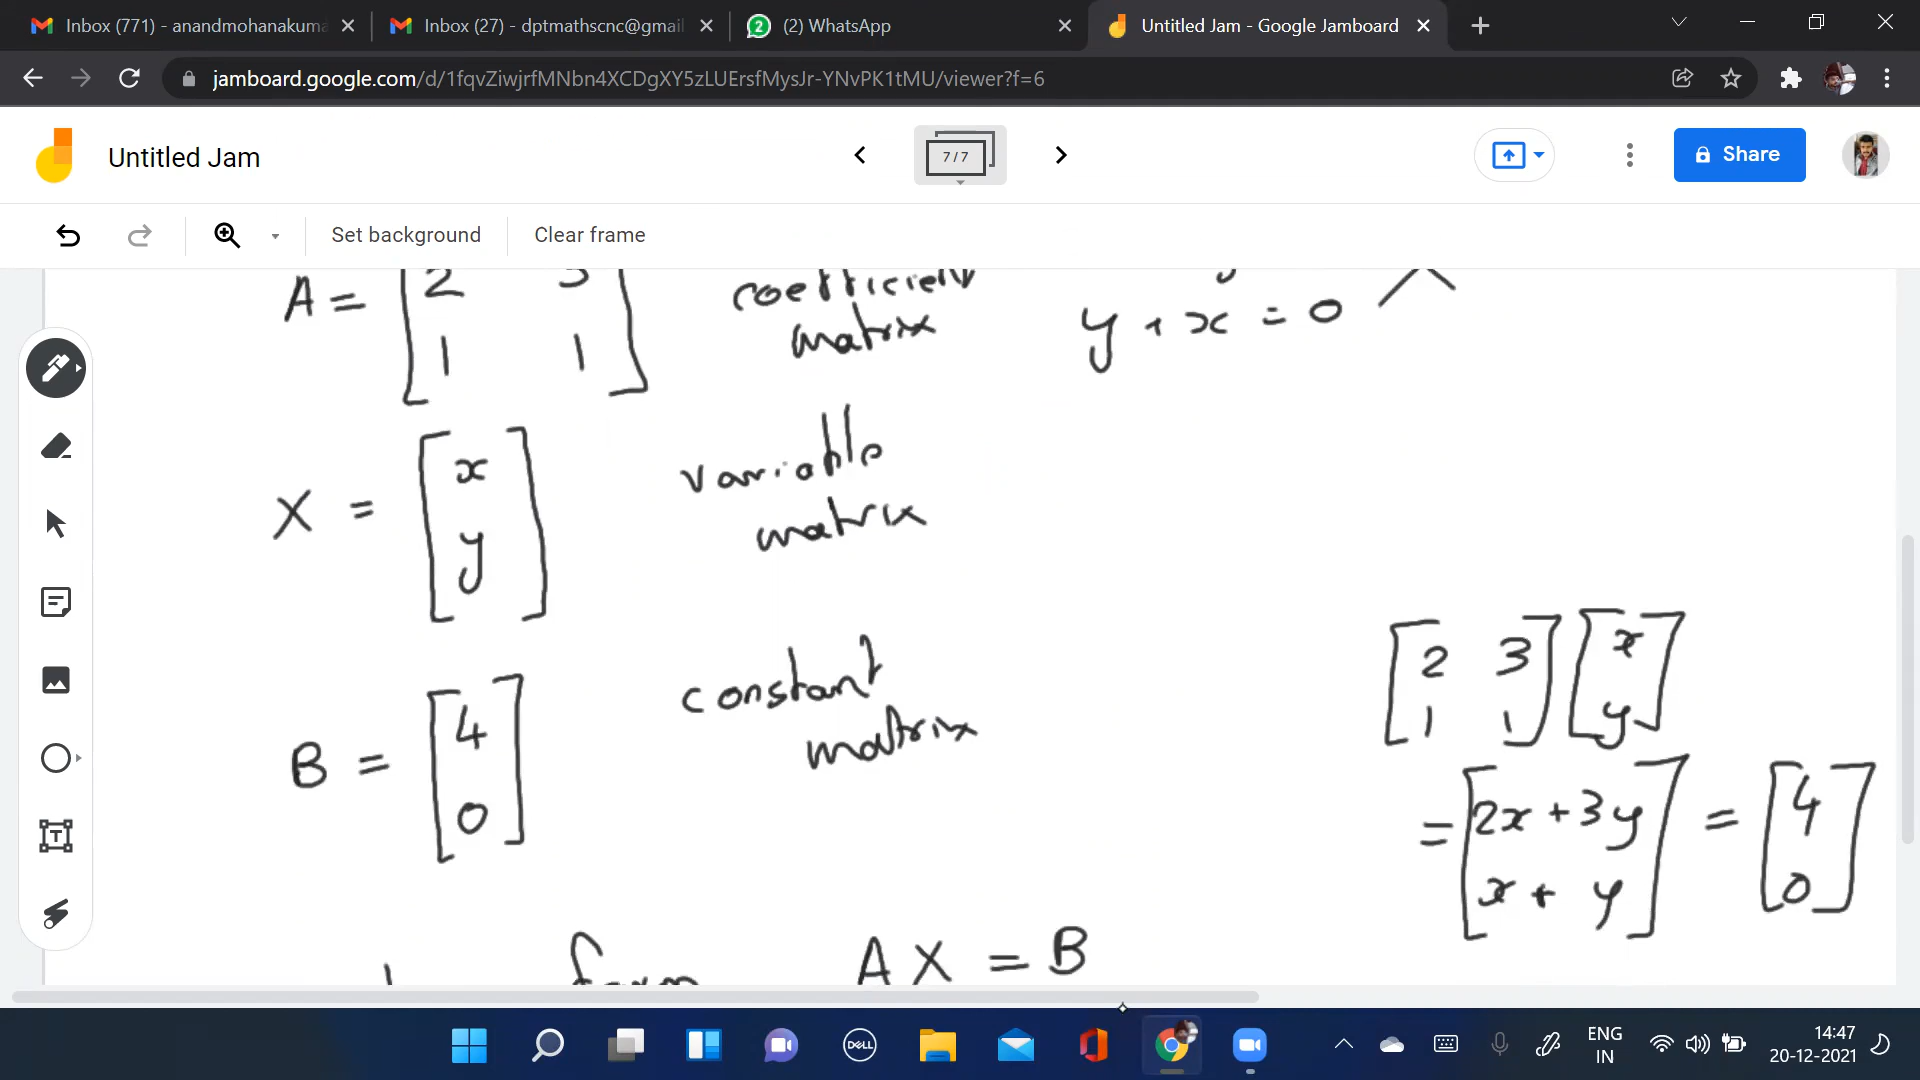 Inbox (771) - anandmohanakuma
Inbox (27) - dptmathscnc@gmail
(2) WhatsApp
Untitled Jam - Google Jamboard
jamboard.google.com/d/1fqvZiwjrfMNbn4XCDgXY5zLUErsfMysJr-YNvPK1tMU/viewer?f=6
Untitled Jam
7 / 7
Share
Set background
Clear frame
A = [2 3
1 1]
coefficient
matrix
y + x = 0
X = [x
y]
variable
matrix
B = [4
0]
constant
matrix
[2 3
1 1] [x
y]
= [2x + 3y
x + y] = [4
0]
form AX = B
DELL
ENG
IN
14:47
20-12-2021